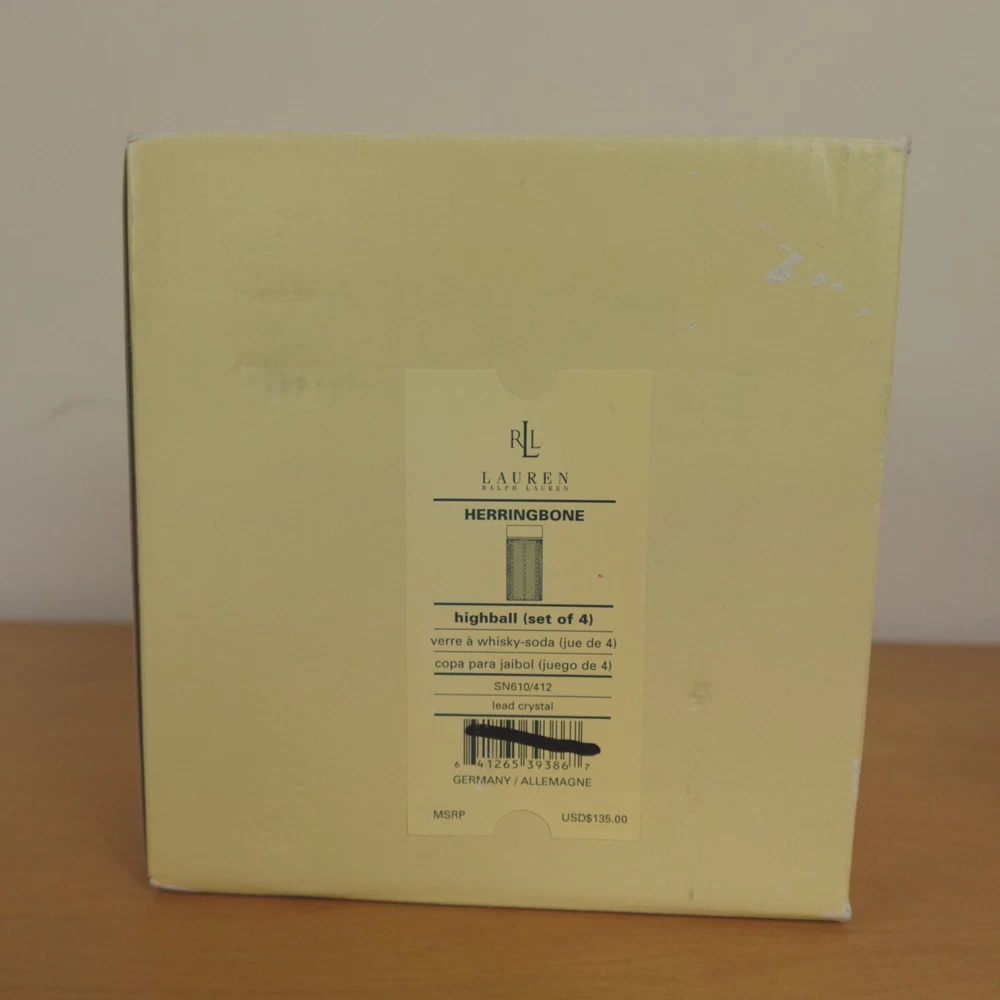 RLL
LAUREN
RALPH LAUREN
HERRINGBONE
highball (set of 4)
verre à whisky-soda (jue de 4)
copa para jaibol (juego de 4)
SN610/412
lead crystal
6 41265 39386 7
GERMANY / ALLEMAGNE
MSRP USD$135.00